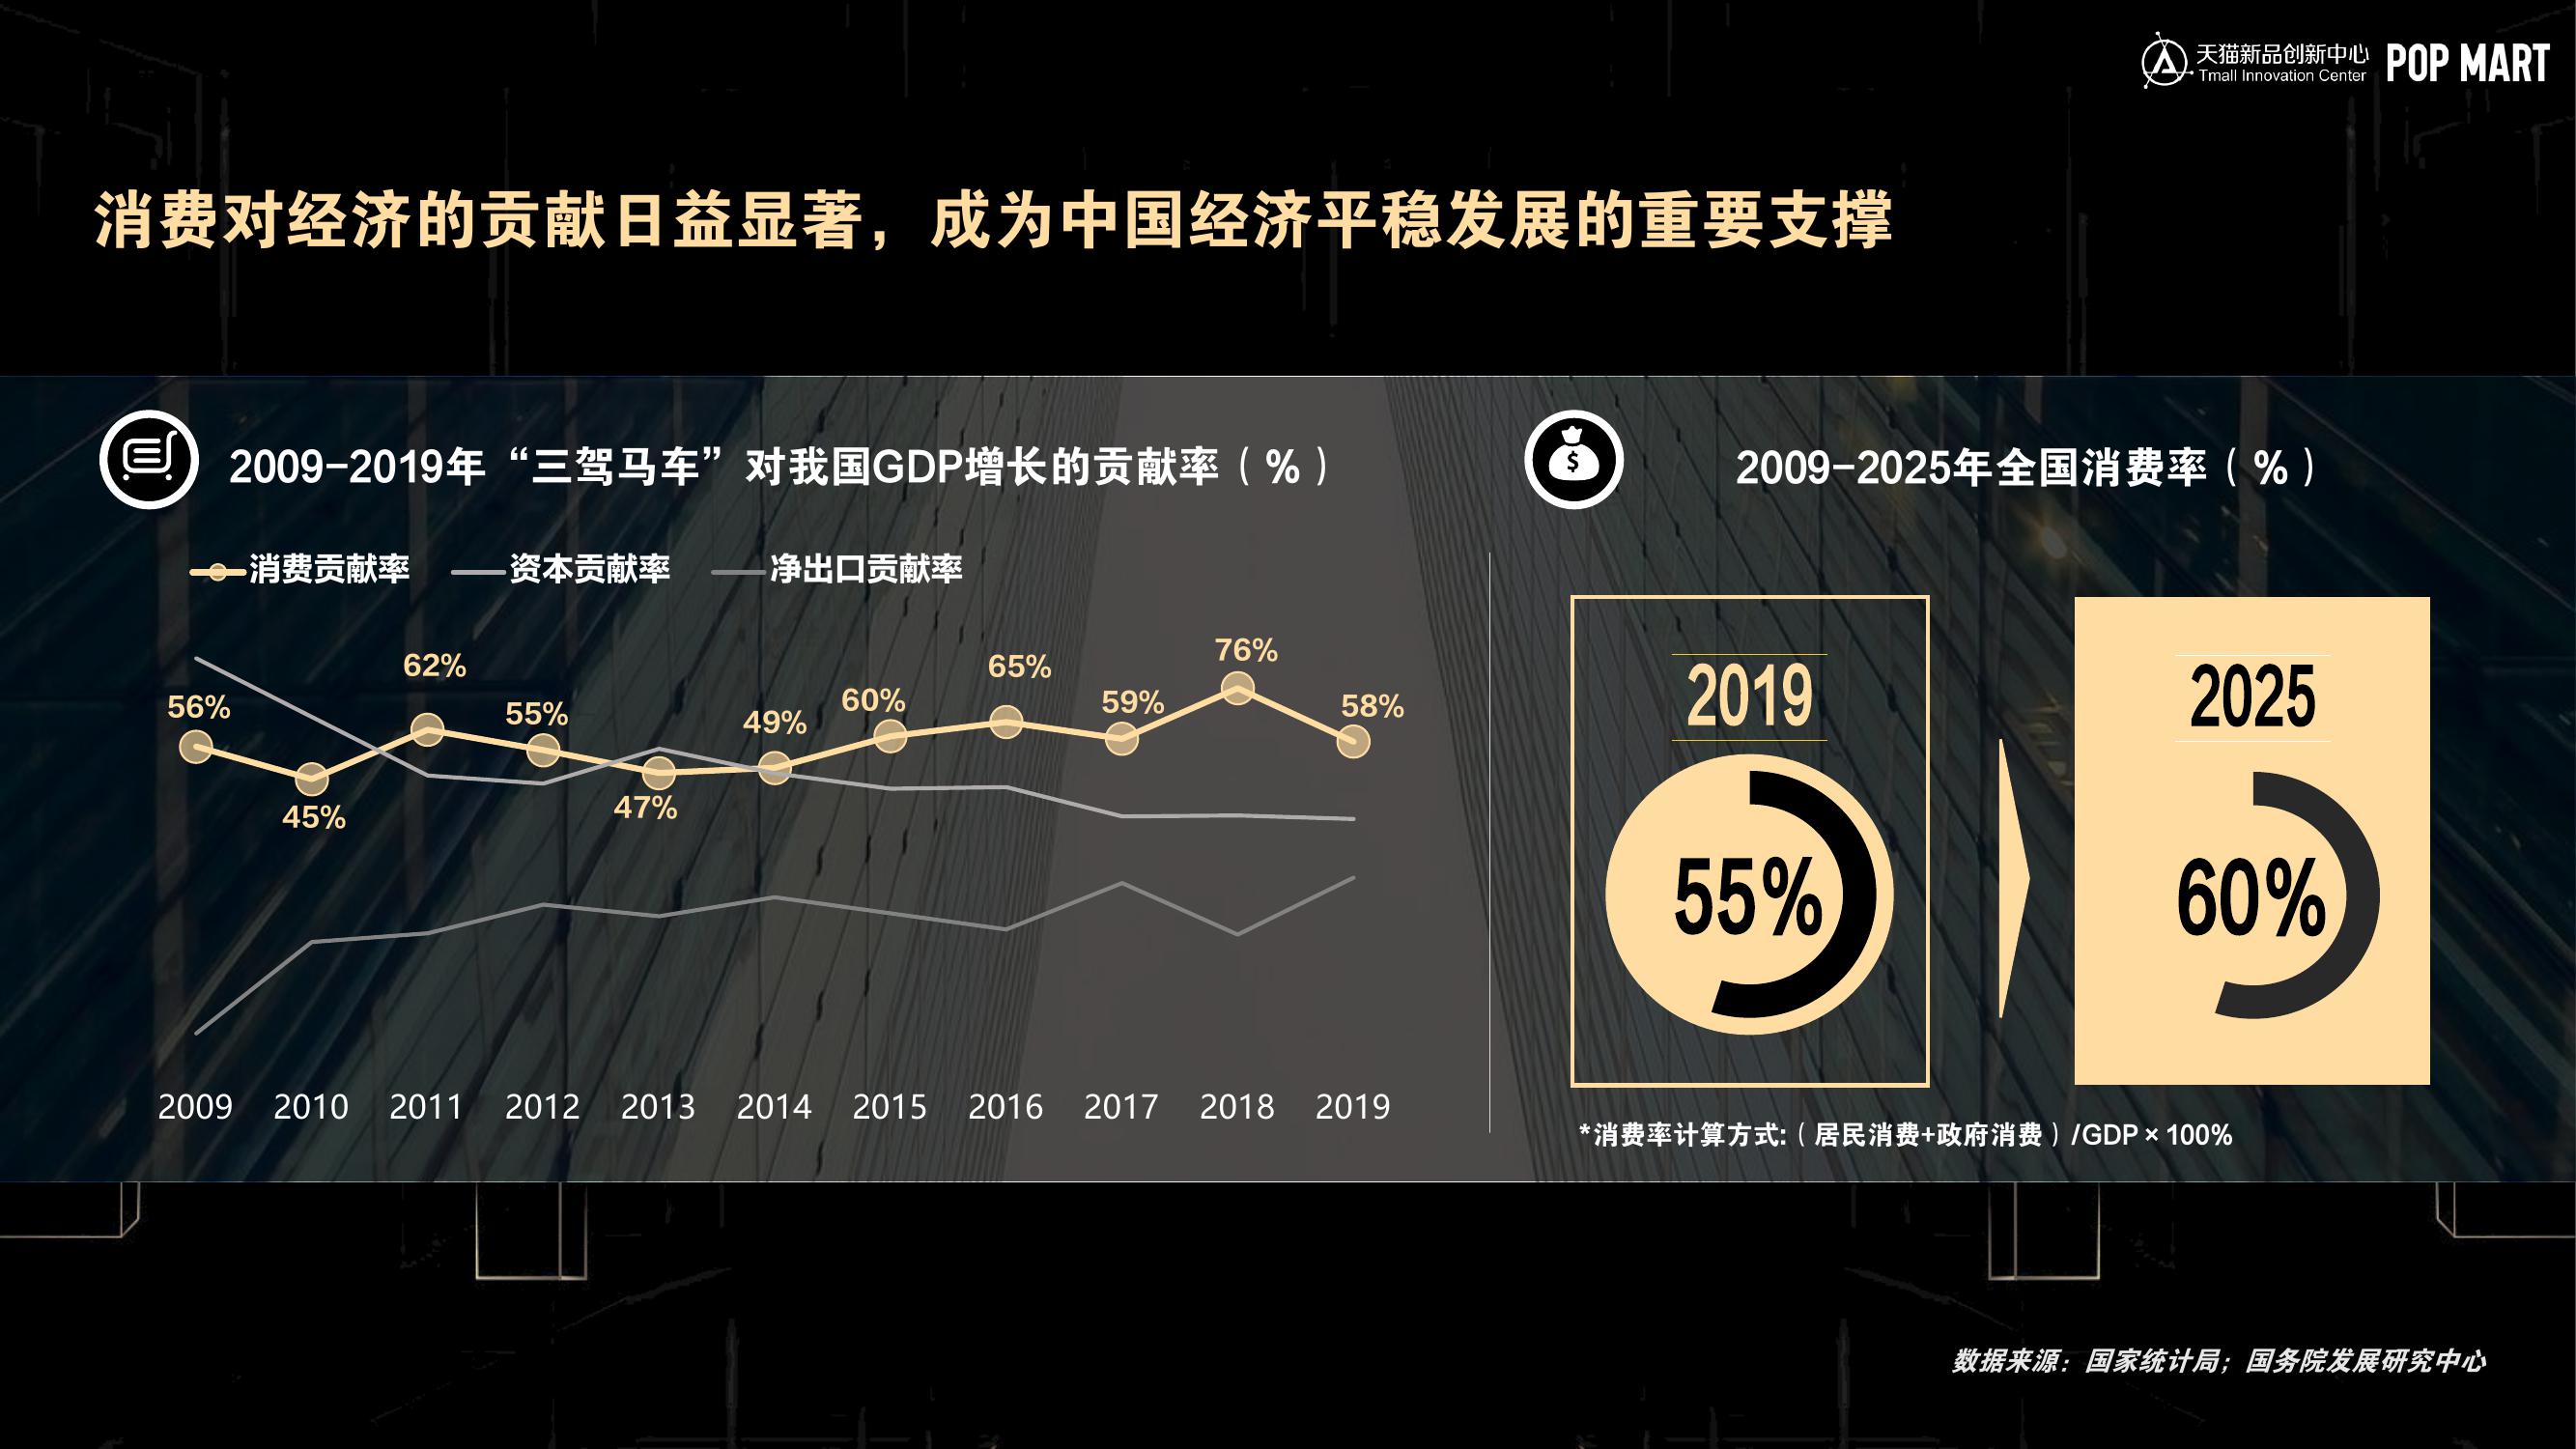 天猫新品创新中心
Tmall Innovation Center
POP MART
消费对经济的贡献日益显著，成为中国经济平稳发展的重要支撑
2009-2019年“三驾马车”对我国GDP增长的贡献率（%）
消费贡献率 资本贡献率 净出口贡献率
56% 45% 62% 55% 47% 49% 60% 65% 59% 76% 58%
2009 2010 2011 2012 2013 2014 2015 2016 2017 2018 2019
$
2009-2025年全国消费率（%）
2019
55%
2025
60%
*消费率计算方式:（居民消费+政府消费）/GDP×100%
数据来源：国家统计局；国务院发展研究中心